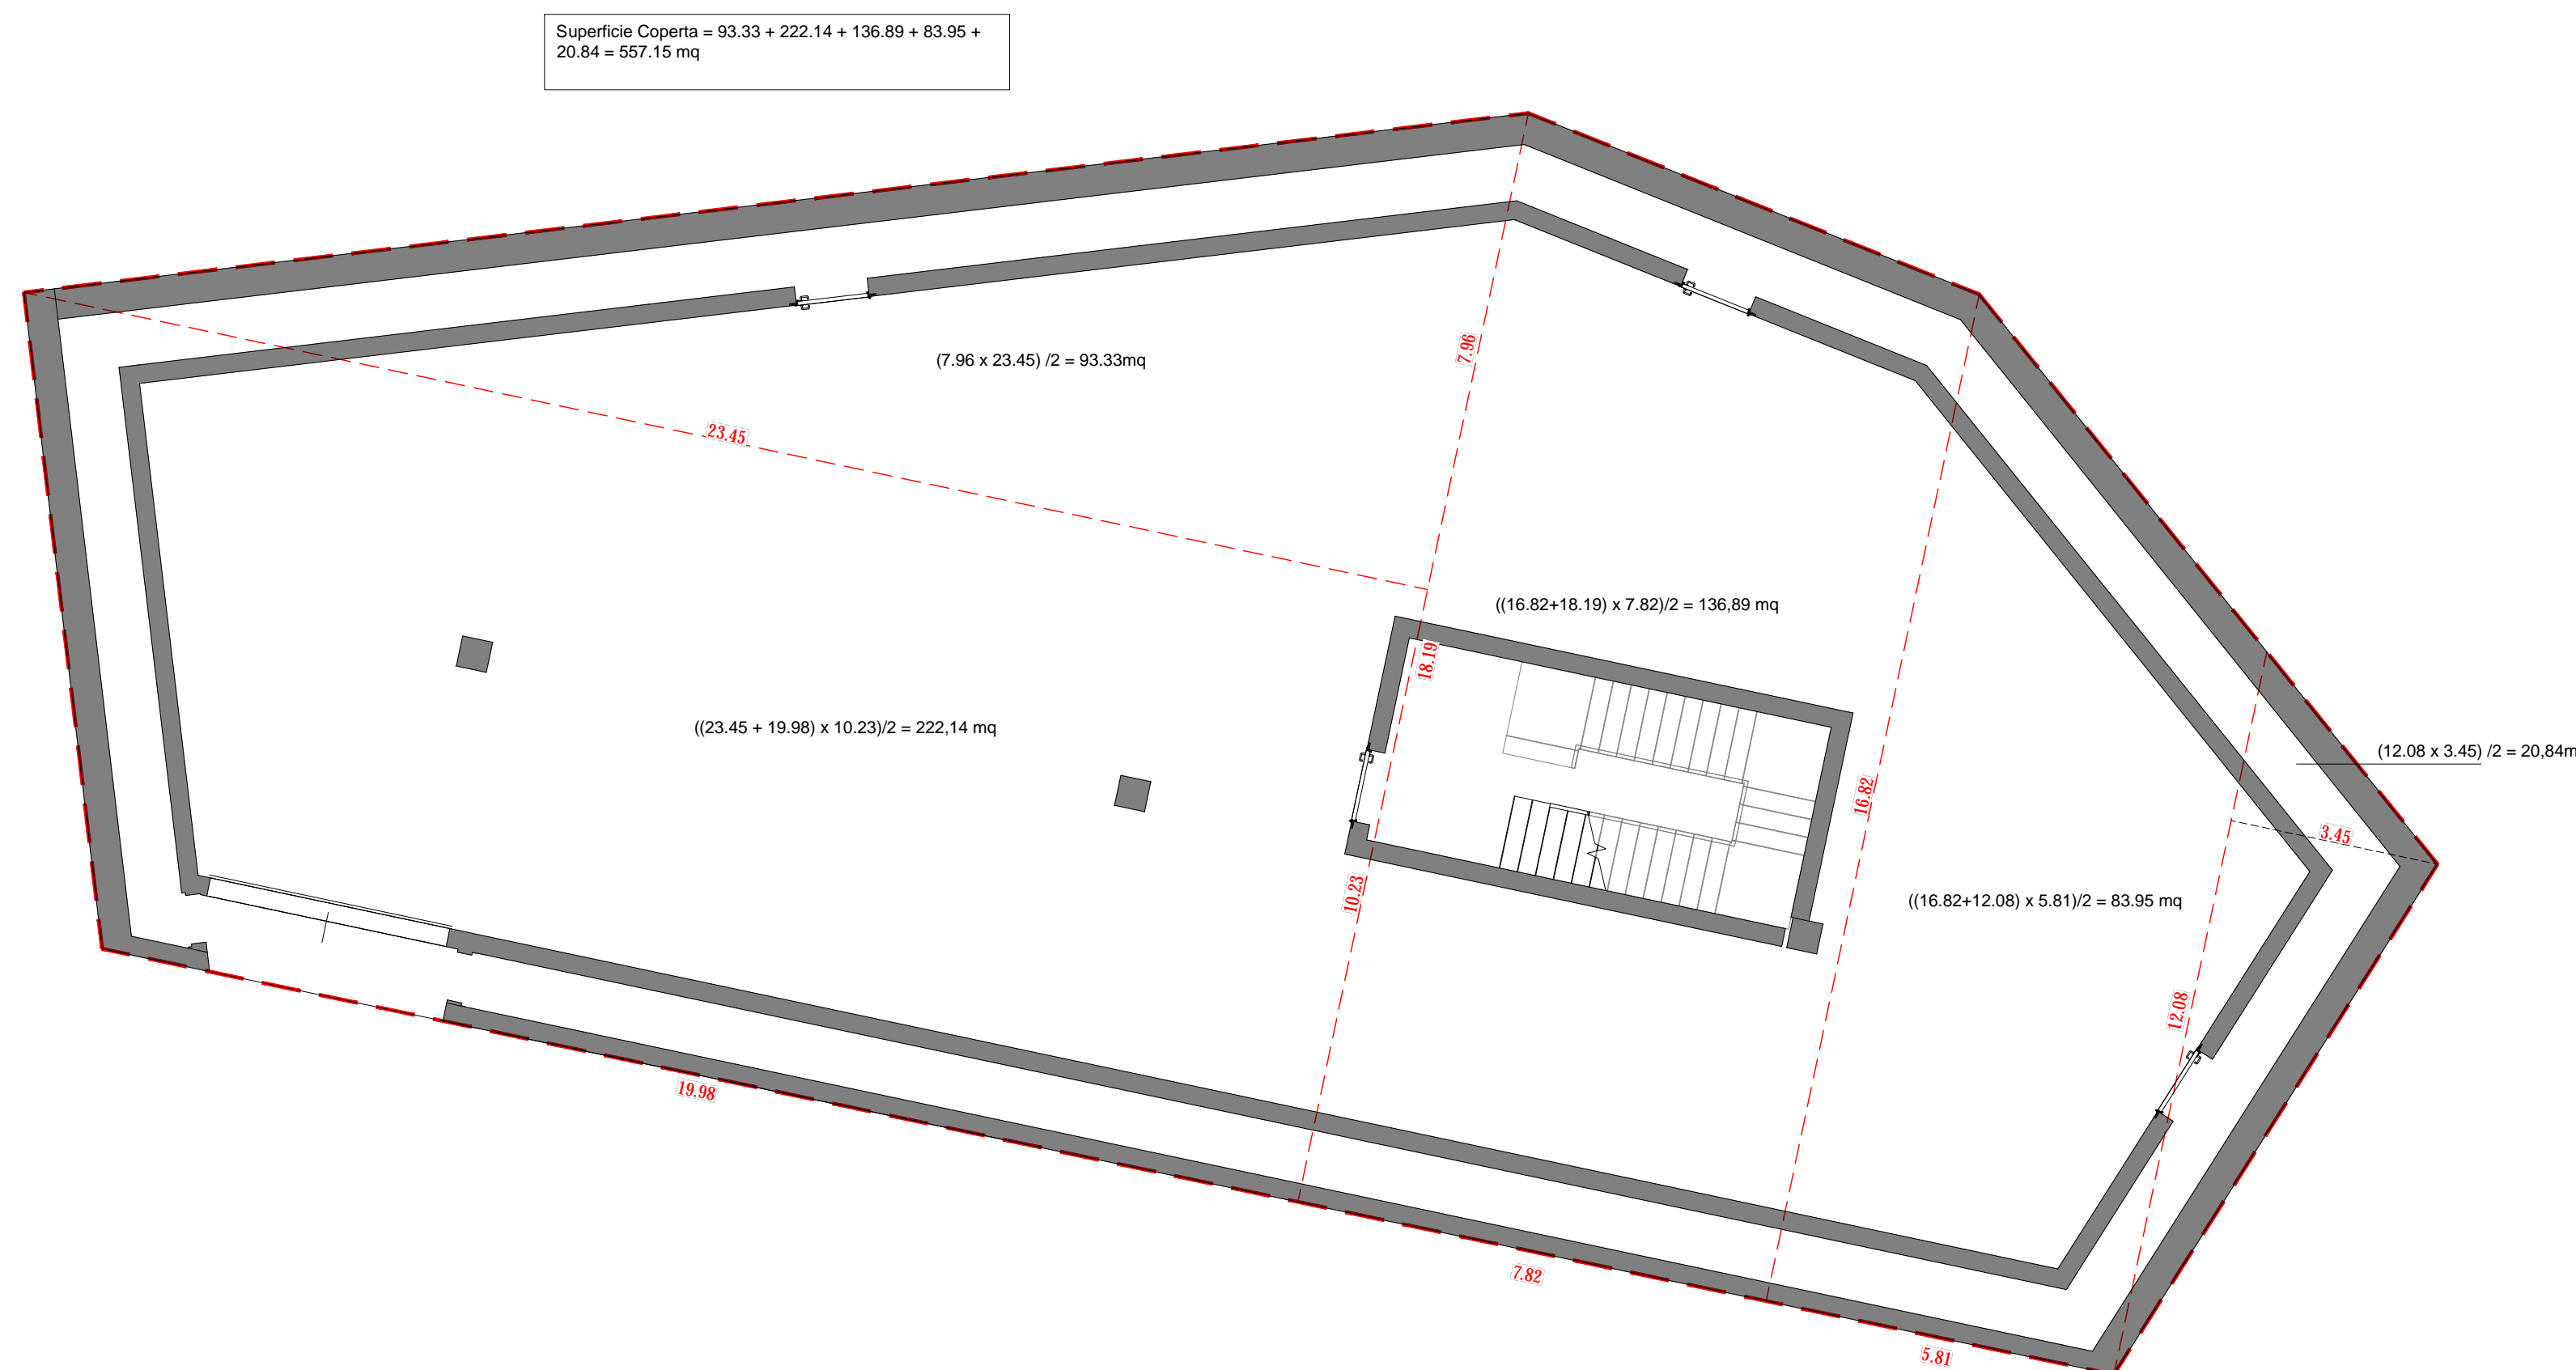 Superficie Coperta = 93.33 + 222.14 + 136.89 + 83.95 +
20.84 = 557.15 mq
7.96
(7.96 x 23.45) /2 = 93.33mq
23.45
((16.82+18.19) x 7.82)/2 = 136,89 mq
18.19
((23.45 + 19.98) x 10.23)/2 = 222,14 mq
(12.08 x 3.45) /2 = 20,84m
16.82
3.45
10.23
((16.82+12.08) x 5.81)/2 = 83.95 mq
12.08
19.98
7.82
5.81